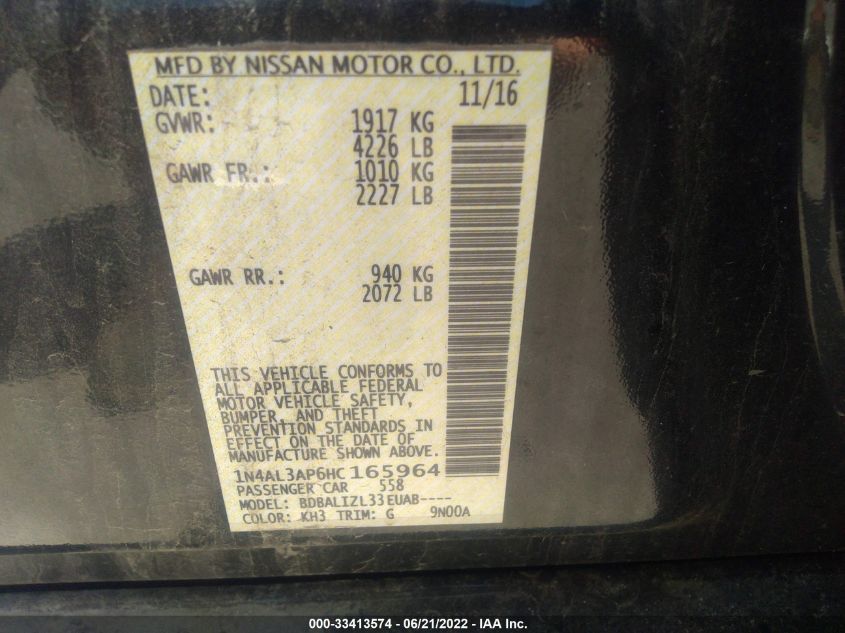 MFD BY NISSAN MOTOR CO., LTD.
DATE: 11/16
GVWR: 1917 KG
4226 LB
GAWR FR.: 1010 KG
2227 LB
GAWR RR.: 940 KG
2072 LB
THIS VEHICLE CONFORMS TO
ALL APPLICABLE FEDERAL
MOTOR VEHICLE SAFETY,
BUMPER, AND THEFT
PREVENTION STANDARDS IN
EFFECT ON THE DATE OF
MANUFACTURE SHOWN ABOVE.
1N4AL3AP6HC165964
PASSENGER CAR 558
MODEL: BDBALIZL33EUAB----
COLOR: KH3 TRIM: G 9N00A
000-33413574 - 06/21/2022 - IAA Inc.